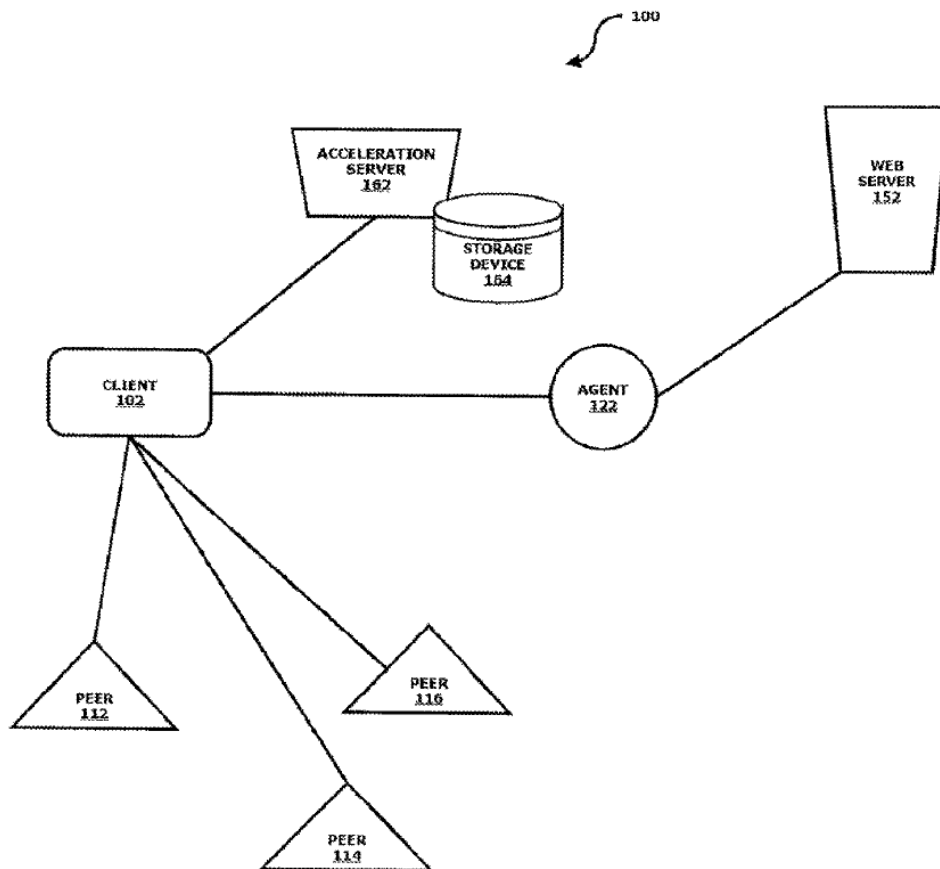 100
ACCELERATION
SERVER
162
WEB
SERVER
152
STORAGE
DEVICE
164
CLIENT
102
AGENT
122
PEER
116
PEER
112
PEER
114